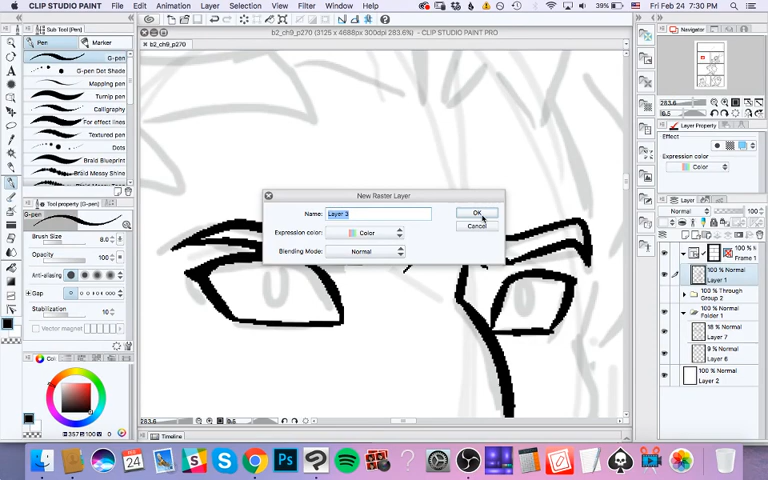 CLIP STUDIO PAINT File Edit Animation Layer Selection View Filter Window Help 39% Fri Feb 24 7:30 PM
b2_ch9_p270 (3125 x 4688px 300dpi 283.6%) - CLIP STUDIO PAINT PRO
Sub Tool [Pen]
Pen Marker
G-pen
G-pen Dot Shade
Mapping pen
Turnip pen
Calligraphy
For effect lines
Textured pen
Dots
Braid Blueprint
Braid Messy Shine
Tool property [G-pen]
G-pen
Brush Size 8.0
Opacity 100
Anti-aliasing
Gap
Stabilization 10
Vector magnet
357 100 0
b2_ch9_p270
New Raster Layer
Name: Layer 3 OK
Cancel
Expression color: Color
Blending Mode: Normal
283.6
Timeline
Navigator
283.6
Layer Property
Effect
Expression color
Color
Layer
Normal 100
100 %
Frame 1
100 % Normal
Layer 1
100 % Through
Group 2
100 % Normal
Folder 1
18 % Normal
Layer 7
9 % Normal
Layer 6
100 % Normal
Layer 2
FEB
24